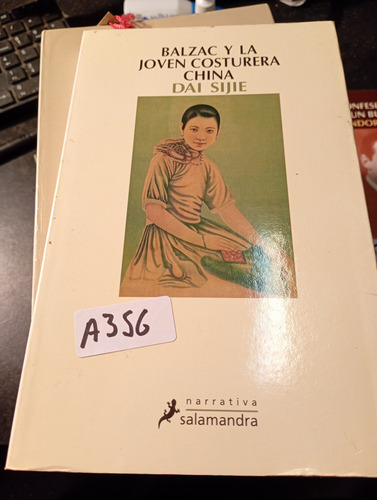 BALZAC Y LA
JOVEN COSTURERA
CHINA
DAI SIJIE
A356
narrativa
salamandra